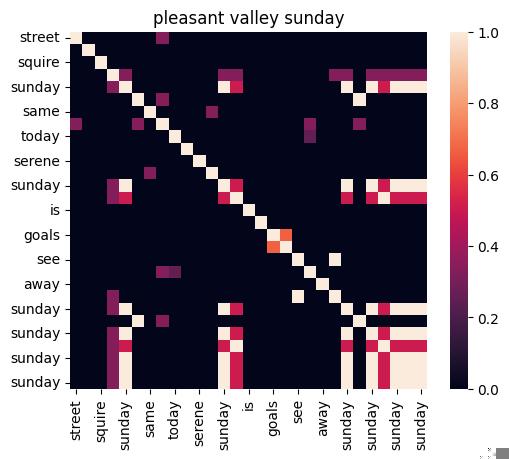 pleasant valley sunday
street
squire
sunday
same
today
serene
sunday
is
goals
see
away
sunday
sunday
sunday
sunday
1.0
0.8
0.6
0.4
0.2
0.0
street
squire
sunday
same
today
serene
sunday
is
goals
see
away
sunday
sunday
sunday
sunday